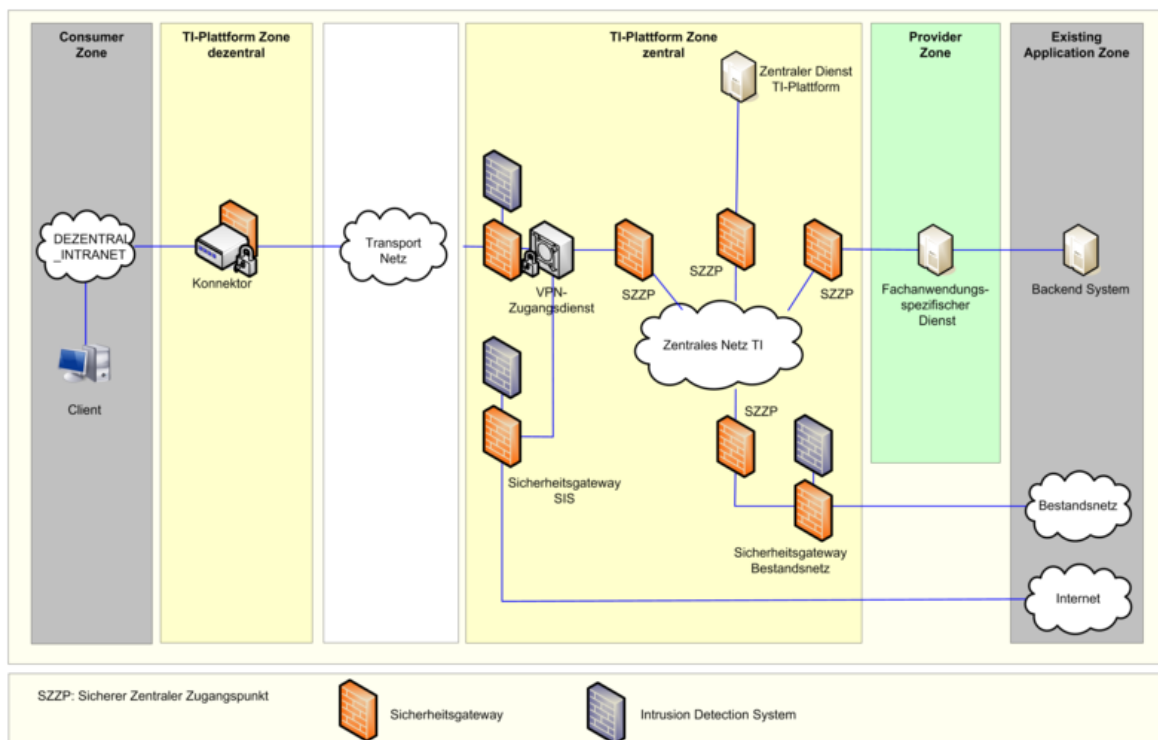 Consumer
Zone
TI-Plattform Zone
dezentral
TI-Plattform Zone
zentral
Provider
Zone
Existing
Application Zone
Zentraler Dienst
TI-Plattform
DEZENTRAL
_INTRANET
Konnektor
Transport
Netz
VPN-
Zugangsdienst
SZZP
SZZP
SZZP
Fachanwendungs-
spezifischer
Dienst
Backend System
Zentrales Netz TI
Client
SZZP
Sicherheitsgateway
SIS
Sicherheitsgateway
Bestandsnetz
Bestandsnetz
Internet
SZZP: Sicherer Zentraler Zugangspunkt
Sicherheitsgateway
Intrusion Detection System